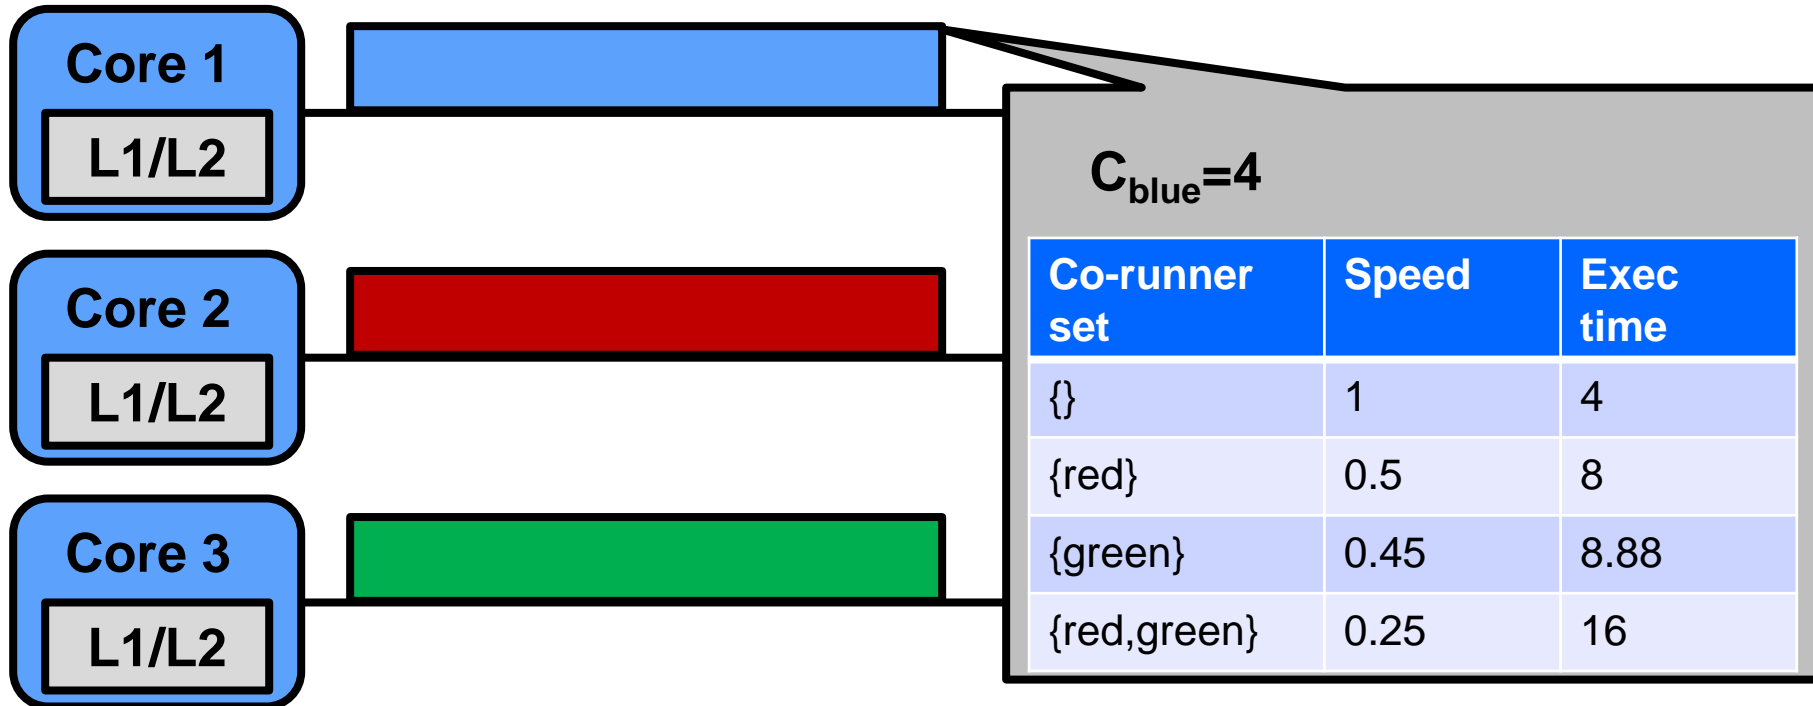 Core 1
L1/L2
Core 2
L1/L2
Core 3
L1/L2
C_blue=4
Co-runner set Speed Exec time
{} 1 4
{red} 0.5 8
{green} 0.45 8.88
{red,green} 0.25 16